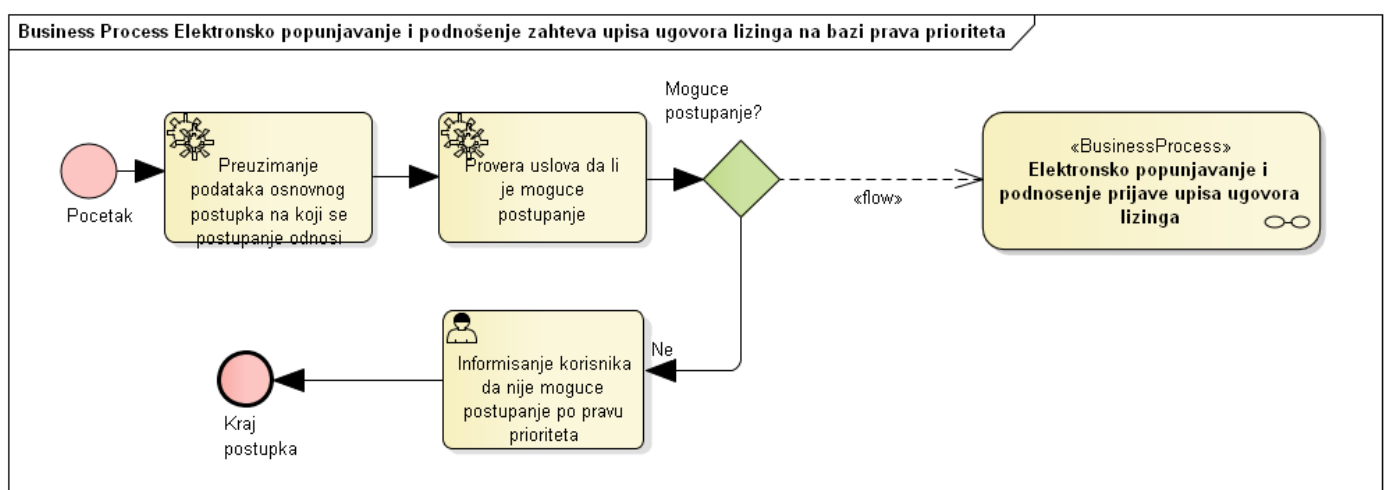 Business Process Elektronsko popunjavanje i podnošenje zahteva upisa ugovora lizinga na bazi prava prioriteta
Pocetak
Preuzimanje
podataka osnovnog
postupka na koji se
postupanje odnosi
Provera uslova da li
je moguce
postupanje
Moguce
postupanje?
«flow»
«BusinessProcess»
Elektronsko popunjavanje i
podnosenje prijave upisa ugovora
lizinga
Ne
Informisanje korisnika
da nije moguce
postupanje po pravu
prioriteta
Kraj
postupka